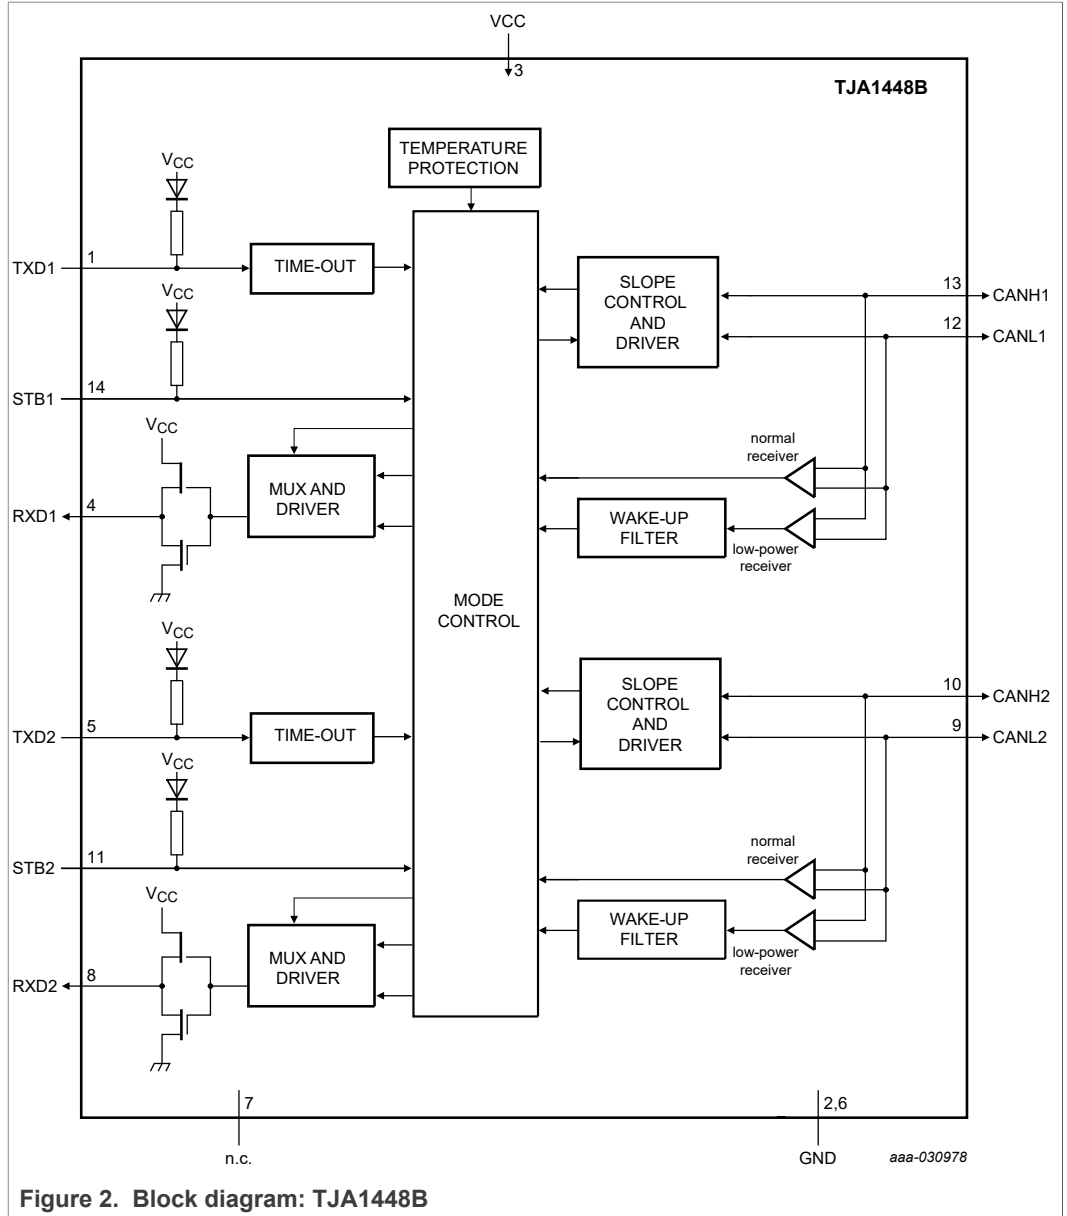 VCC
3
TJA1448B
TEMPERATURE
PROTECTION
VCC
TXD1
1
TIME-OUT
SLOPE
CONTROL
AND
DRIVER
13
CANH1
12
CANL1
VCC
STB1
14
VCC
MUX AND
DRIVER
RXD1
4
normal
receiver
WAKE-UP
FILTER
low-power
receiver
MODE
CONTROL
VCC
TXD2
5
TIME-OUT
SLOPE
CONTROL
AND
DRIVER
10
CANH2
9
CANL2
VCC
STB2
11
VCC
MUX AND
DRIVER
RXD2
8
normal
receiver
WAKE-UP
FILTER
low-power
receiver
7
n.c.
2,6
GND
aaa-030978
Figure 2. Block diagram: TJA1448B